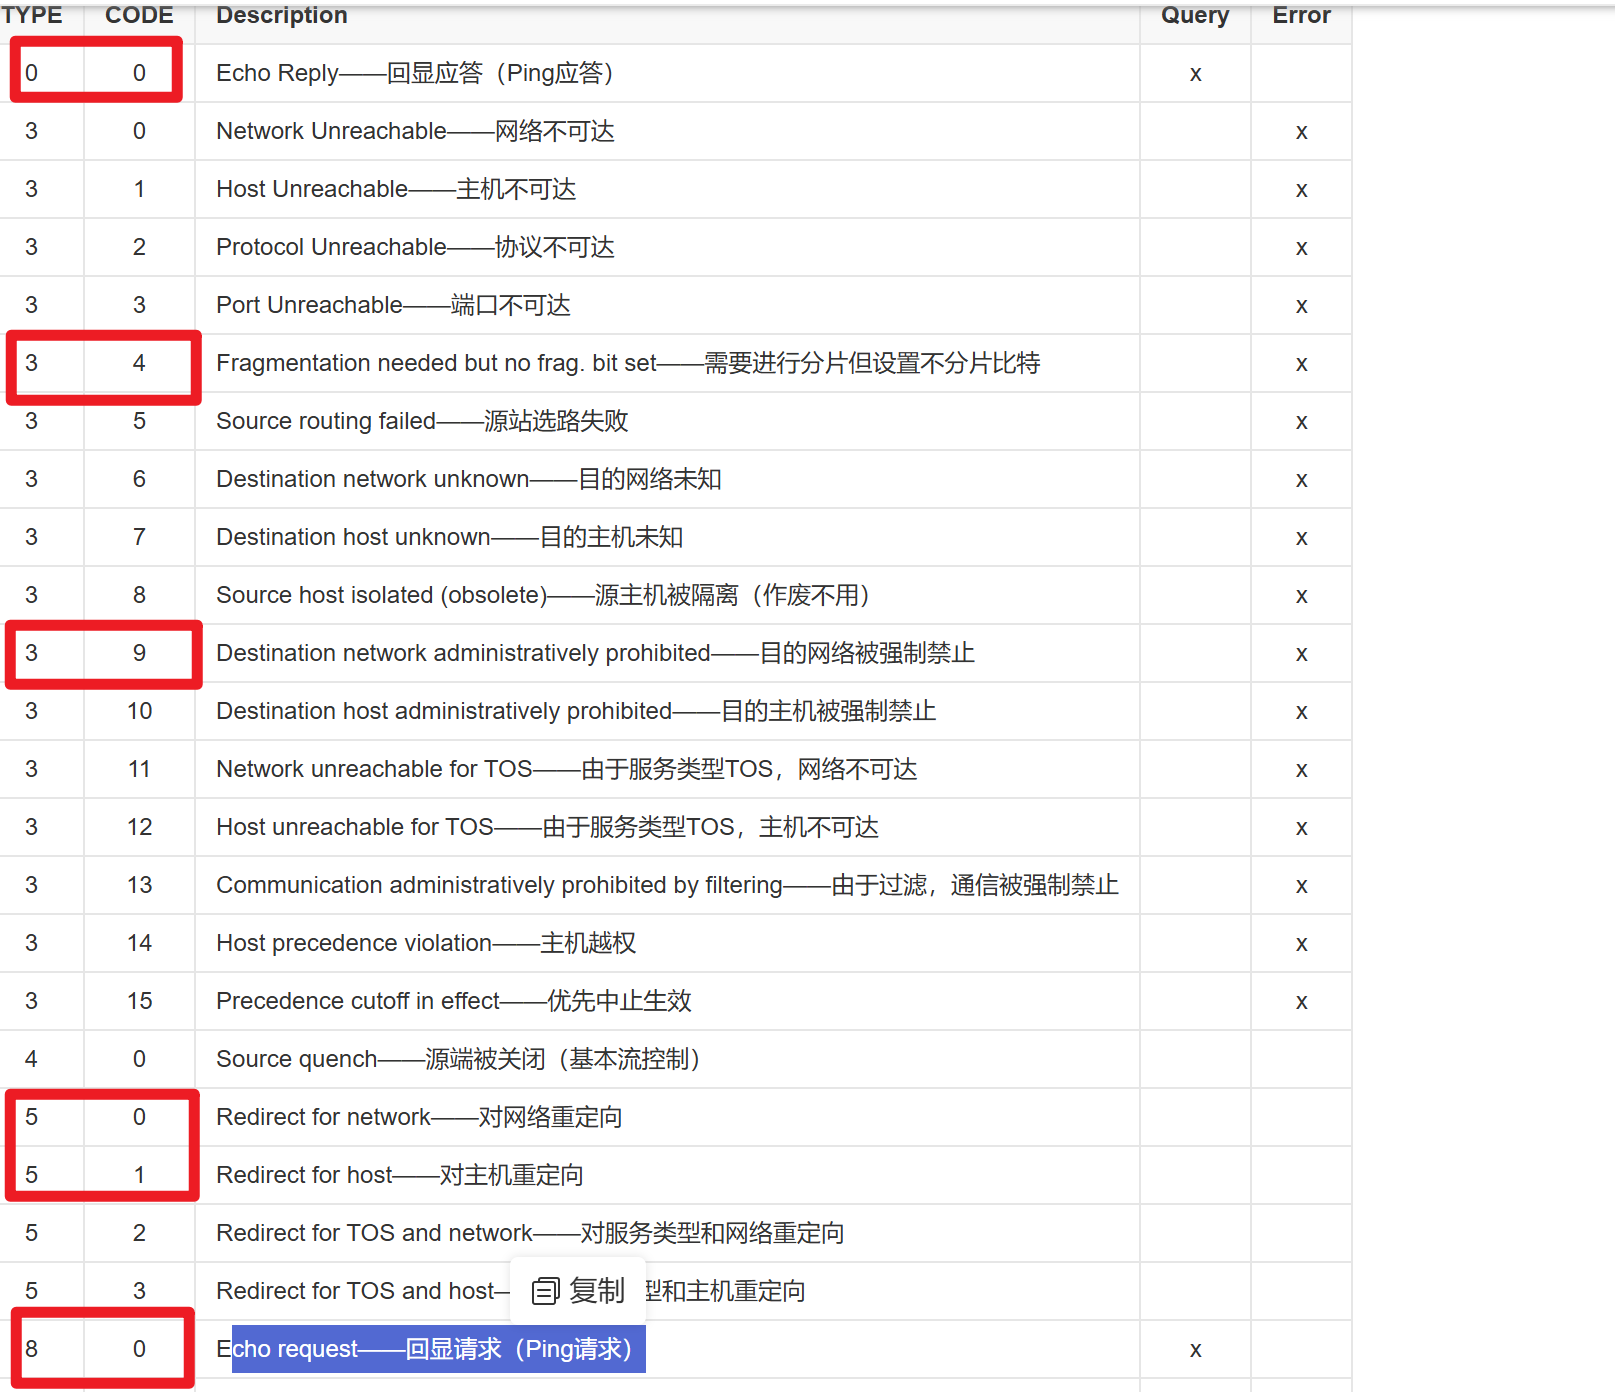 TYPE CODE Description Query Error
0 0 Echo Reply——回显应答（Ping应答） x
3 0 Network Unreachable——网络不可达 x
3 1 Host Unreachable——主机不可达 x
3 2 Protocol Unreachable——协议不可达 x
3 3 Port Unreachable——端口不可达 x
3 4 Fragmentation needed but no frag. bit set——需要进行分片但设置不分片比特 x
3 5 Source routing failed——源站选路失败 x
3 6 Destination network unknown——目的网络未知 x
3 7 Destination host unknown——目的主机未知 x
3 8 Source host isolated (obsolete)——源主机被隔离（作废不用） x
3 9 Destination network administratively prohibited——目的网络被强制禁止 x
3 10 Destination host administratively prohibited——目的主机被强制禁止 x
3 11 Network unreachable for TOS——由于服务类型TOS，网络不可达 x
3 12 Host unreachable for TOS——由于服务类型TOS，主机不可达 x
3 13 Communication administratively prohibited by filtering——由于过滤，通信被强制禁止 x
3 14 Host precedence violation——主机越权 x
3 15 Precedence cutoff in effect——优先中止生效 x
4 0 Source quench——源端被关闭（基本流控制）
5 0 Redirect for network——对网络重定向
5 1 Redirect for host——对主机重定向
5 2 Redirect for TOS and network——对服务类型和网络重定向
5 3 Redirect for TOS and host— 复制 型和主机重定向
8 0 Echo request——回显请求（Ping请求） x